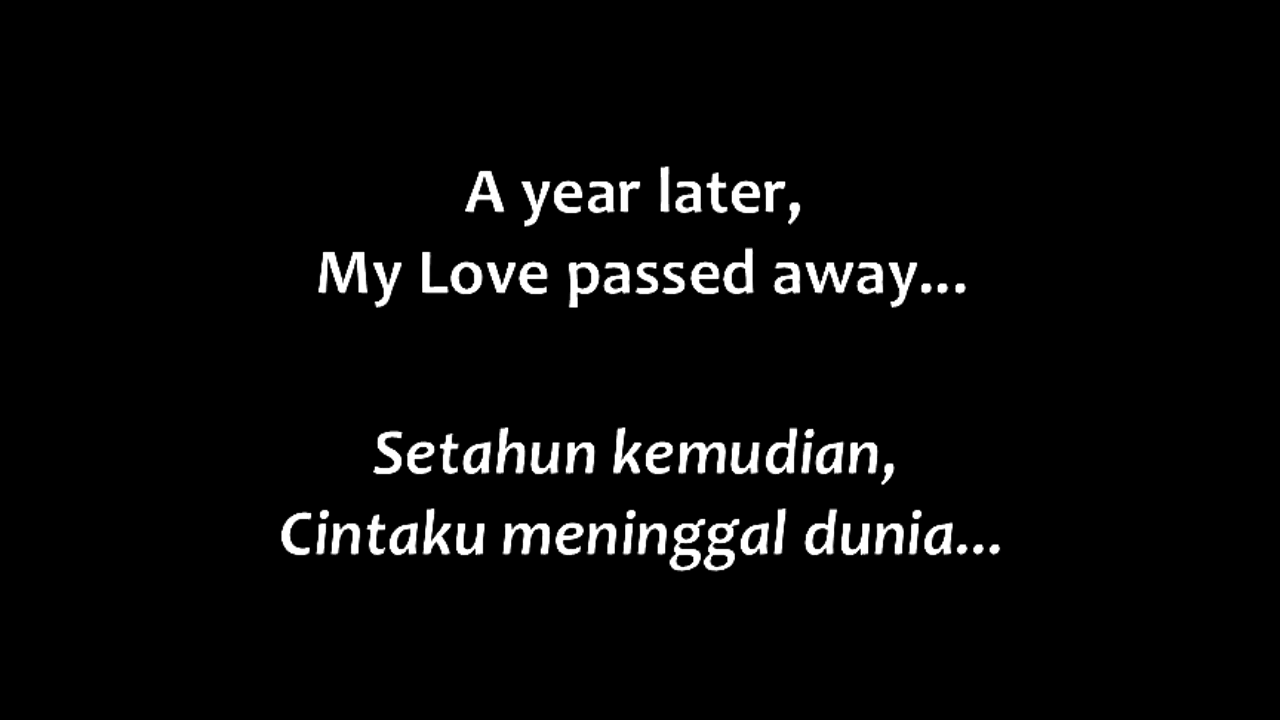 A year later,
My Love passed away...
Setahun kemudian,
Cintaku meninggal dunia...